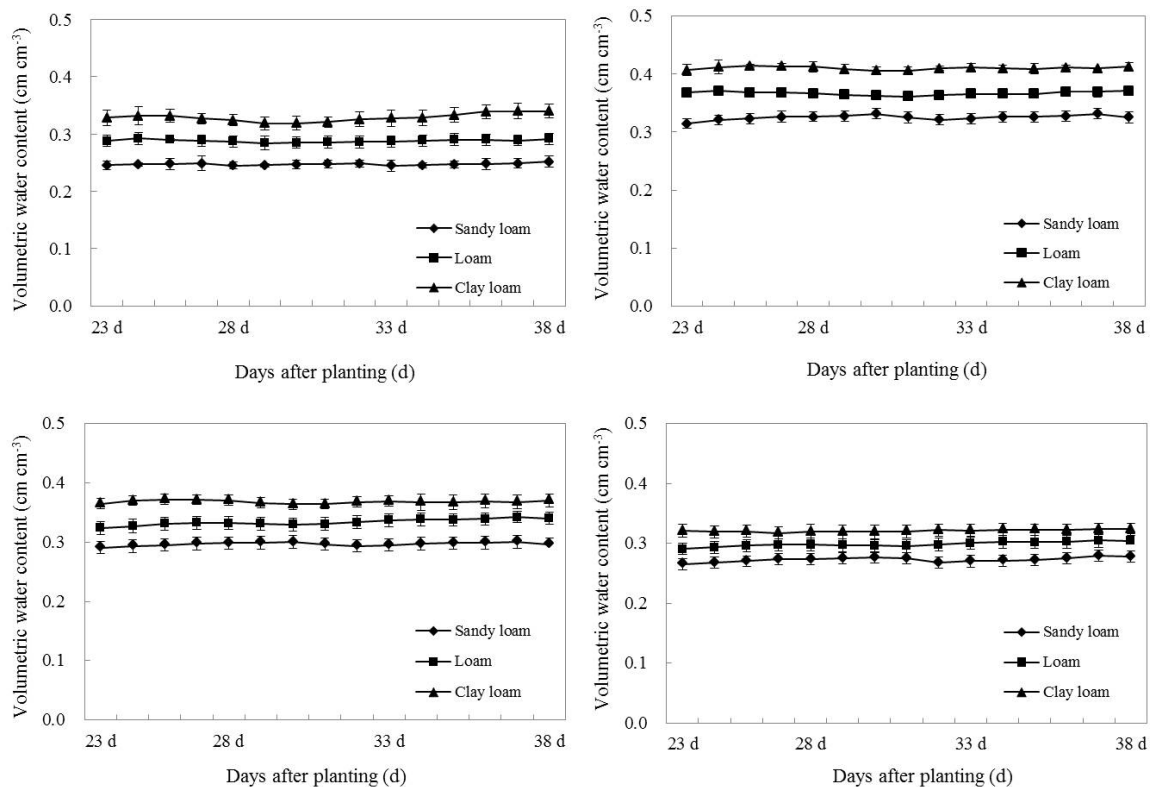 0.5
0.4
0.3
0.2
0.1
0.0
Volumetric water content (cm cm⁻³)
Sandy loam
Loam
Clay loam
23 d 28 d 33 d 38 d
Days after planting (d)
0.5
0.4
0.3
0.2
0.1
0.0
Volumetric water content (cm cm⁻³)
Sandy loam
Loam
Clay loam
23 d 28 d 33 d 38 d
Days after planting (d)
0.5
0.4
0.3
0.2
0.1
0.0
Volumetric water content (cm cm⁻³)
Sandy loam
Loam
Clay loam
23 d 28 d 33 d 38 d
Days after planting (d)
0.5
0.4
0.3
0.2
0.1
0.0
Volumetric water content (cm cm⁻³)
Sandy loam
Loam
Clay loam
23 d 28 d 33 d 38 d
Days after planting (d)